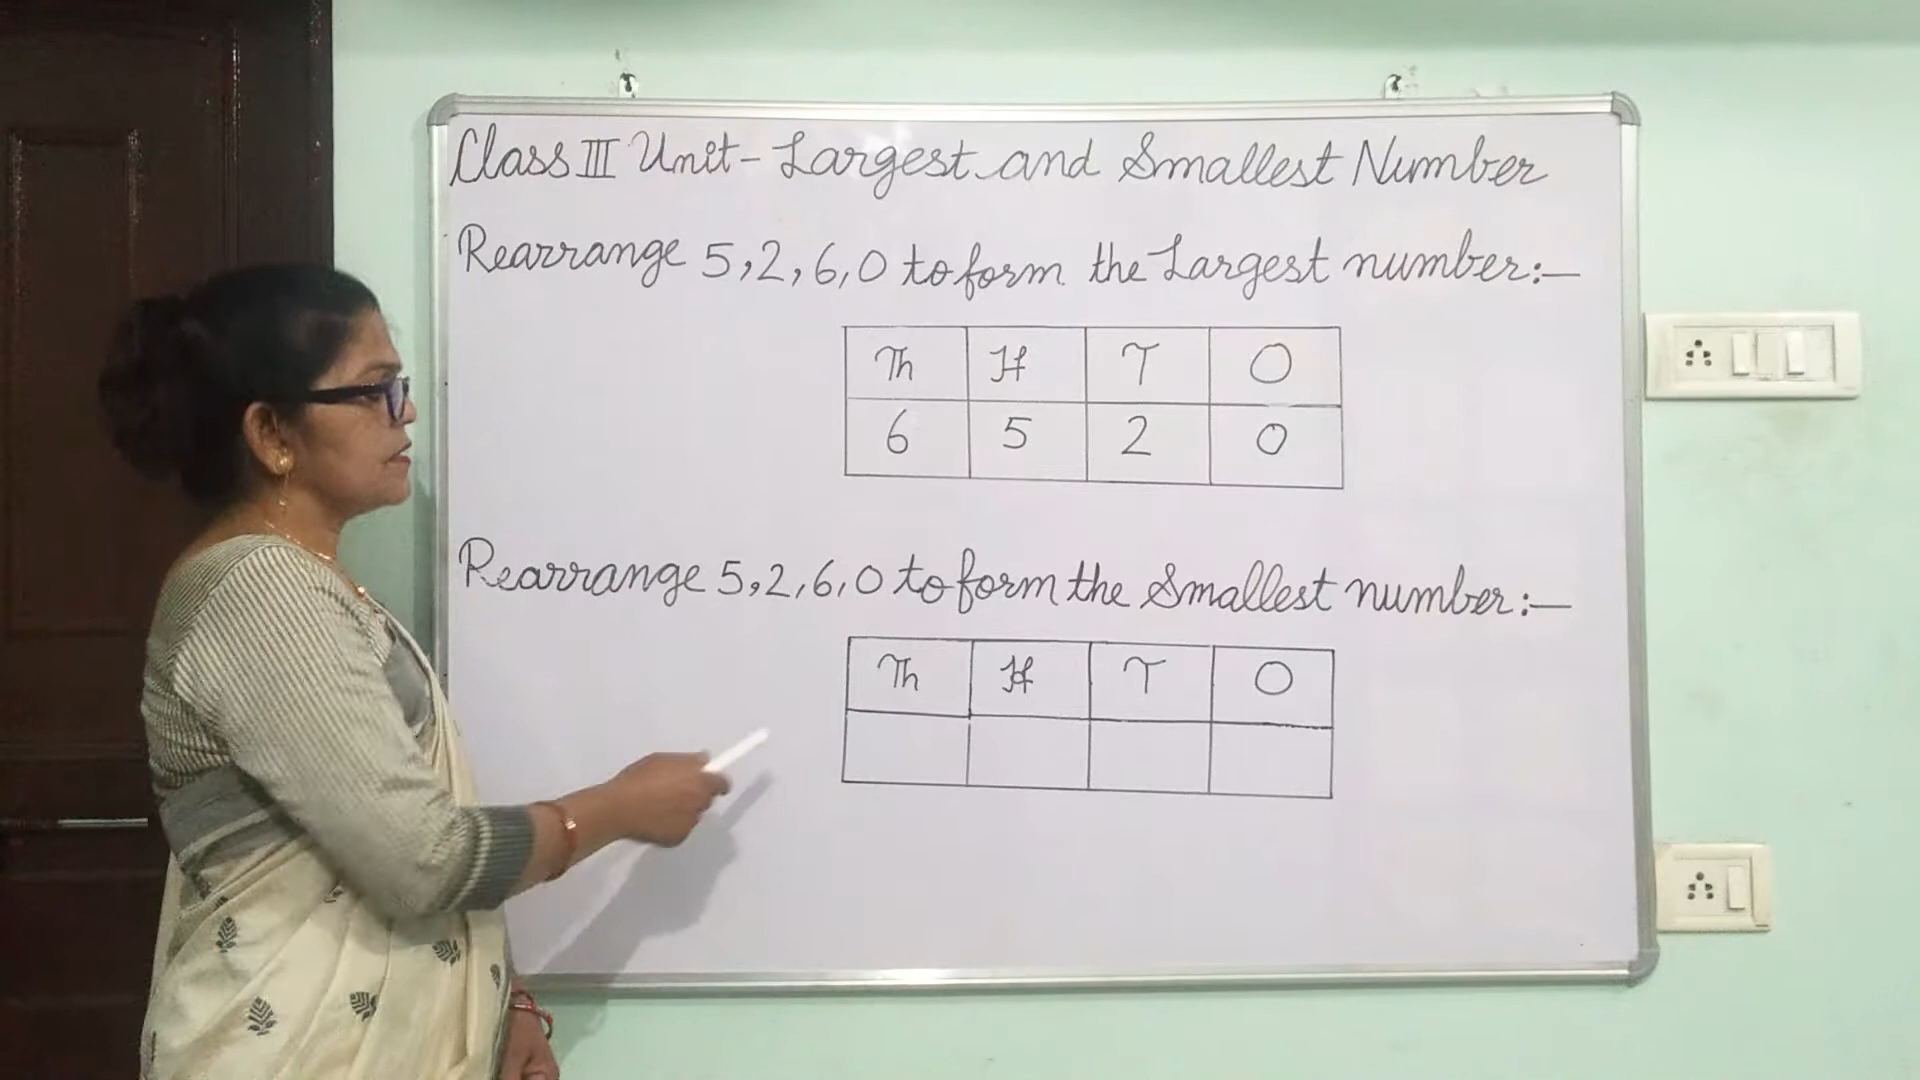 Class III Unit- Largest and Smallest Number
Rearrange 5,2,6,0 to form the Largest number:—
Th H T O
6 5 2 0
Rearrange 5,2,6,0 to form the Smallest number:—
Th H T O